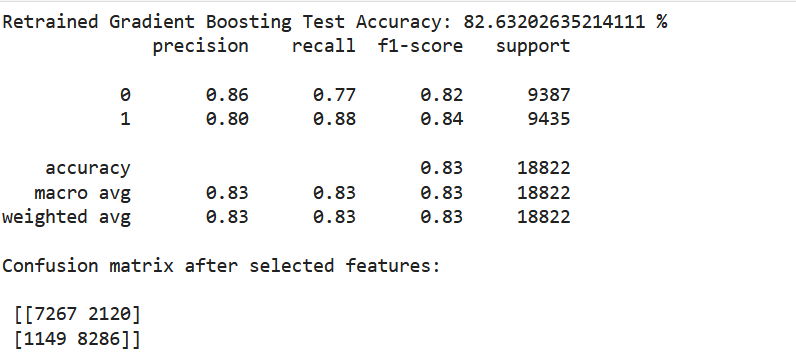 Retrained Gradient Boosting Test Accuracy: 82.63202635214111 %
precision recall f1-score support
0 0.86 0.77 0.82 9387
1 0.80 0.88 0.84 9435
accuracy 0.83 18822
macro avg 0.83 0.83 0.83 18822
weighted avg 0.83 0.83 0.83 18822
Confusion matrix after selected features:
[[7267 2120]
[1149 8286]]